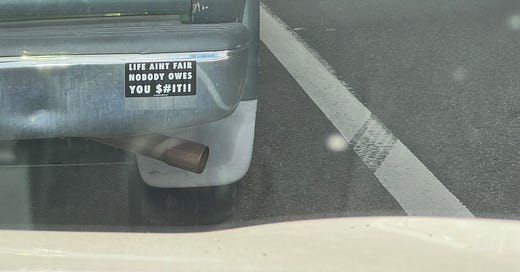 LIFE AINT FAIR
NOBODY OWES
YOU $#IT!!